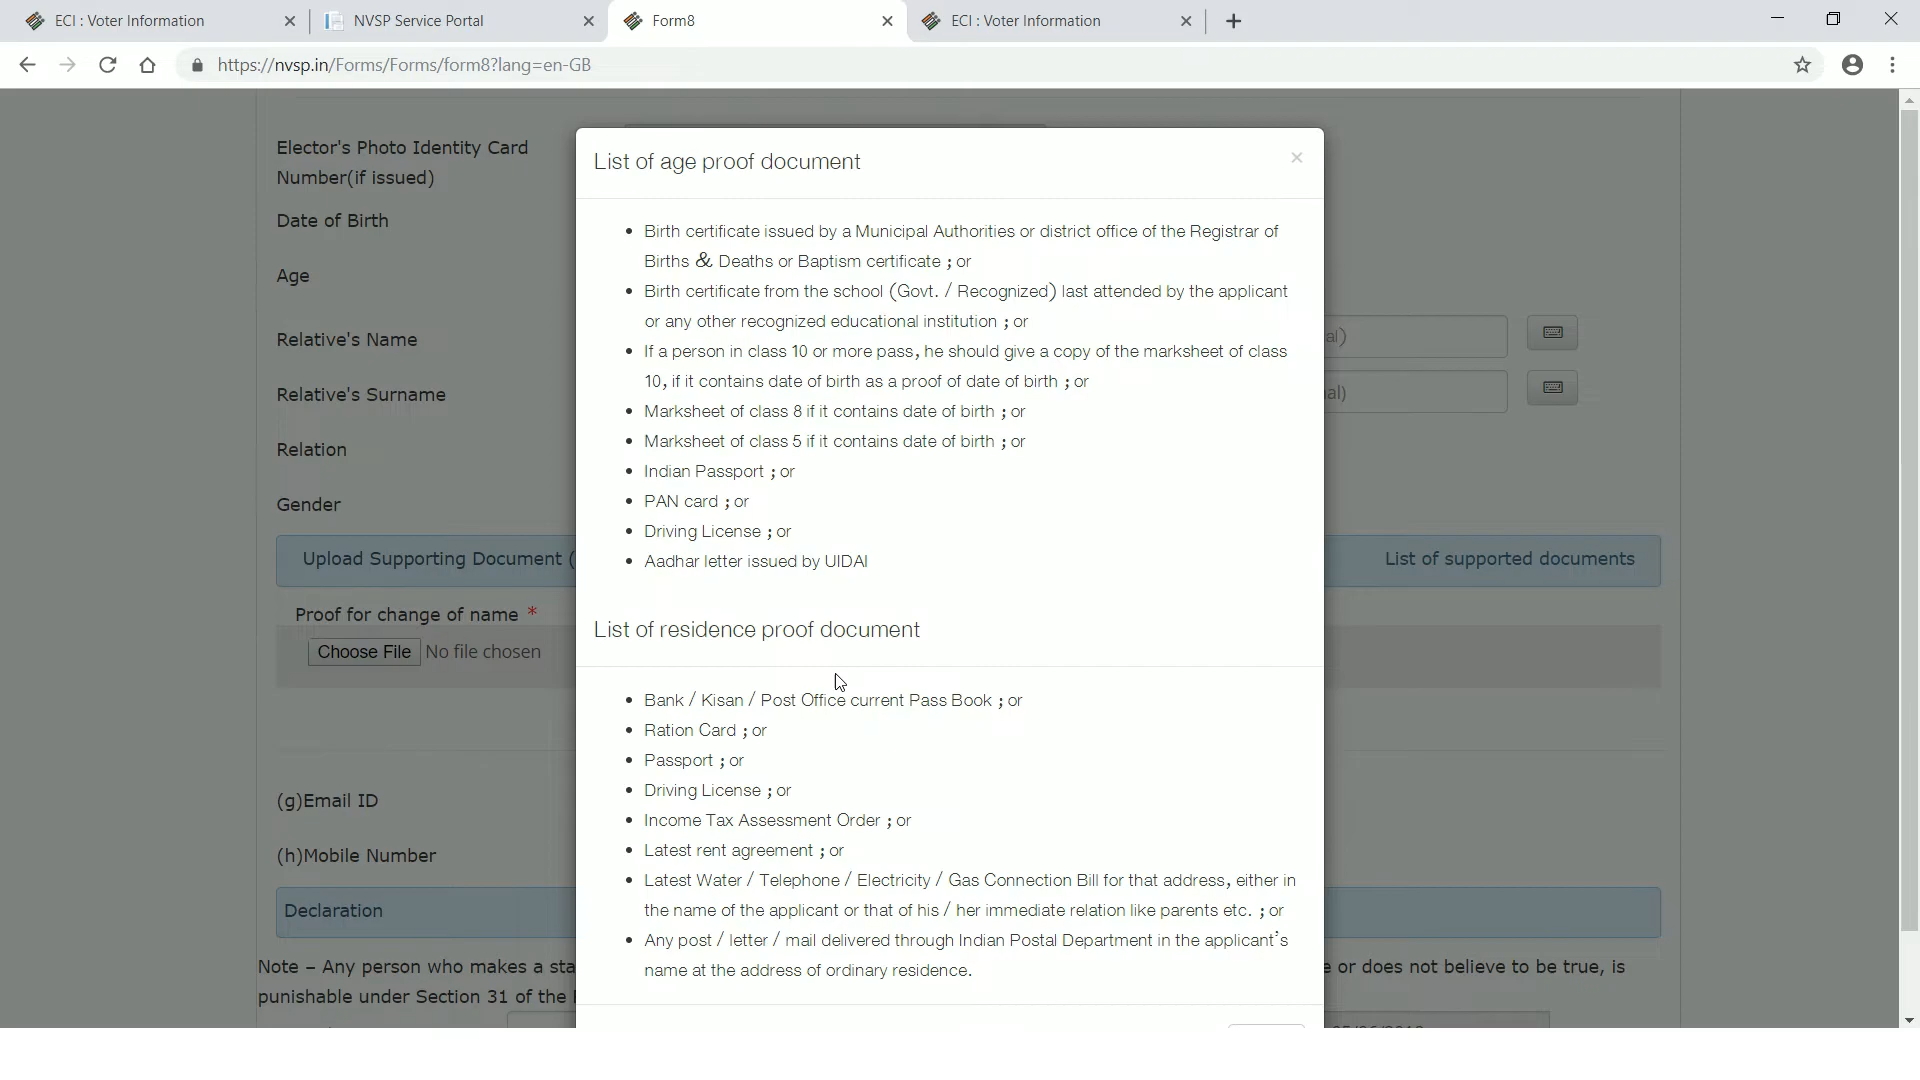 ECI : Voter Information
NVSP Service Portal
Form8
ECI : Voter Information
https://nvsp.in/Forms/Forms/form8?lang=en-GB
Elector's Photo Identity Card
Number(if issued)
Date of Birth
Age
Relative's Name
al)
Relative's Surname
al)
Relation
Gender
Upload Supporting Document (
List of supported documents
Proof for change of name *
Choose File No file chosen
(g)Email ID
(h)Mobile Number
Declaration
Note – Any person who makes a sta
e or does not believe to be true, is
punishable under Section 31 of the
List of age proof document
×
• Birth certificate issued by a Municipal Authorities or district office of the Registrar of
Births & Deaths or Baptism certificate ; or
• Birth certificate from the school (Govt. / Recognized) last attended by the applicant
or any other recognized educational institution ; or
• If a person in class 10 or more pass, he should give a copy of the marksheet of class
10, if it contains date of birth as a proof of date of birth ; or
• Marksheet of class 8 if it contains date of birth ; or
• Marksheet of class 5 if it contains date of birth ; or
• Indian Passport ; or
• PAN card ; or
• Driving License ; or
• Aadhar letter issued by UIDAI
List of residence proof document
• Bank / Kisan / Post Office current Pass Book ; or
• Ration Card ; or
• Passport ; or
• Driving License ; or
• Income Tax Assessment Order ; or
• Latest rent agreement ; or
• Latest Water / Telephone / Electricity / Gas Connection Bill for that address, either in
the name of the applicant or that of his / her immediate relation like parents etc. ; or
• Any post / letter / mail delivered through Indian Postal Department in the applicant's
name at the address of ordinary residence.